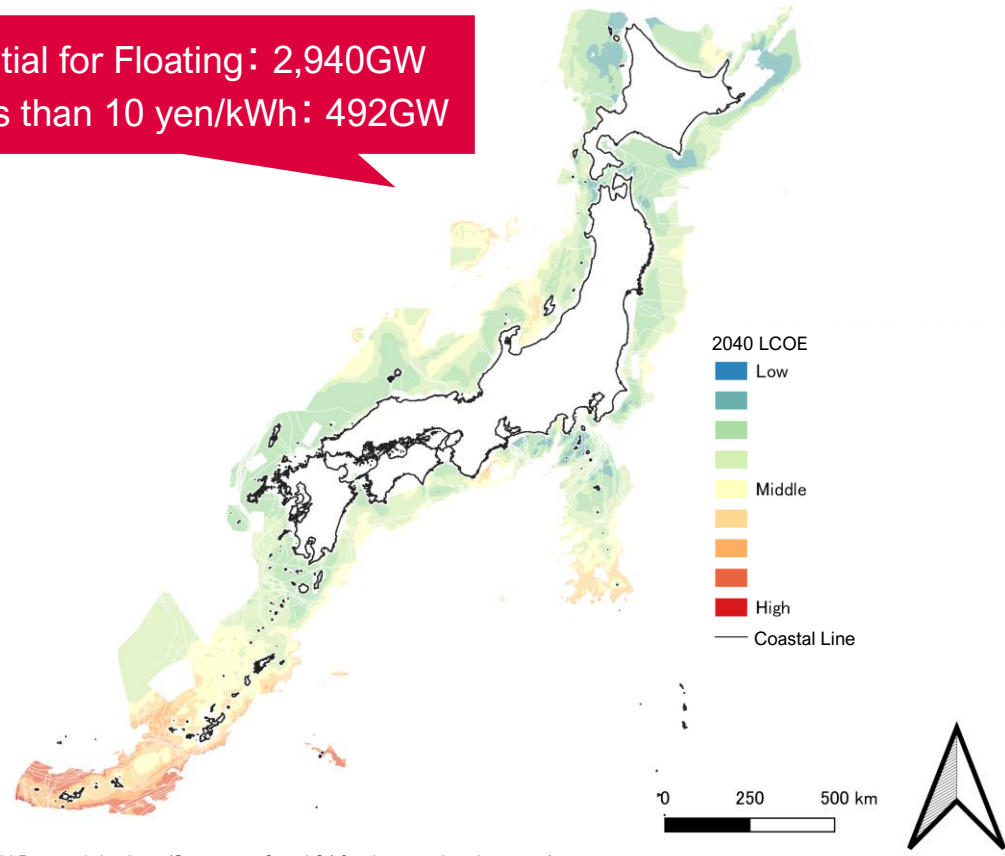 tial for Floating: 2,940GW
s than 10 yen/kWh: 492GW
2040 LCOE
Low
Middle
High
Coastal Line
0 250 500 km